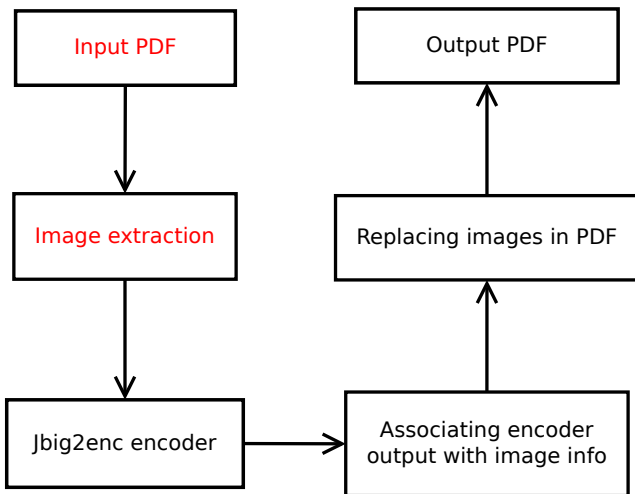 Input PDF
Image extraction
Jbig2enc encoder
Associating encoder
output with image info
Replacing images in PDF
Output PDF